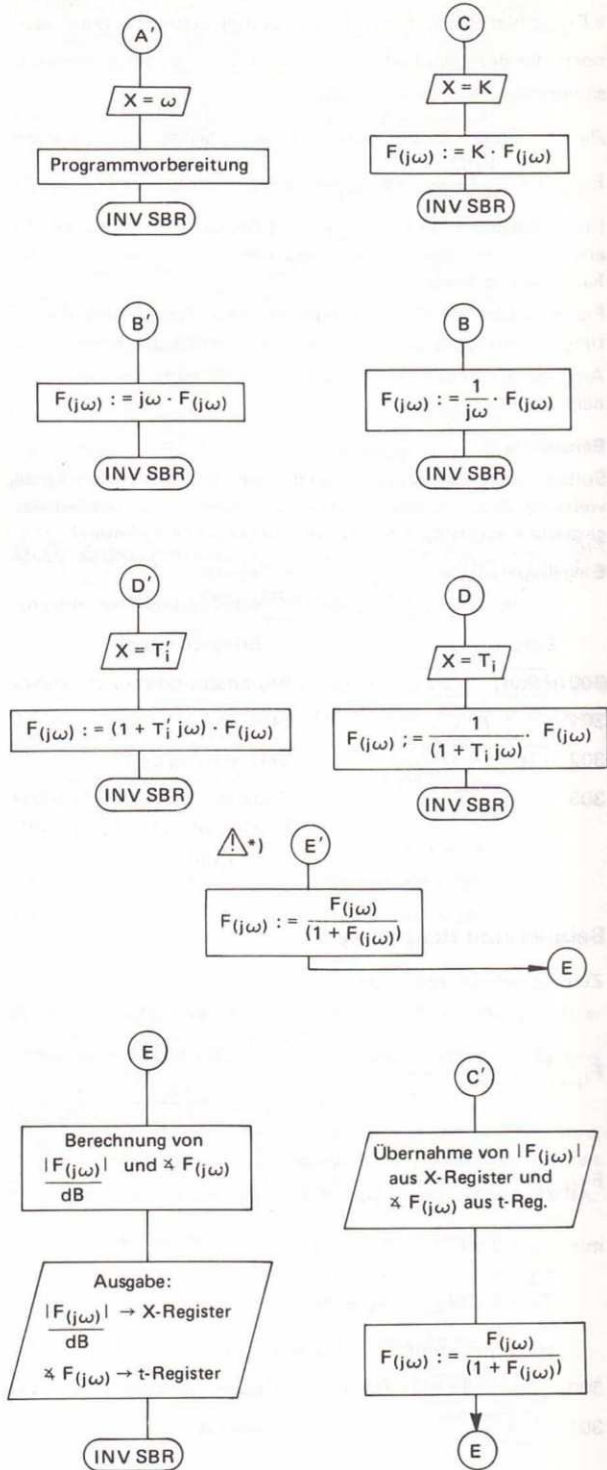 A′
X = ω
Programmvorbereitung
INV SBR
C
X = K
F(jω) : = K · F(jω)
INV SBR
B′
F(jω) : = jω · F(jω)
INV SBR
B
F(jω) : = 1/jω · F(jω)
INV SBR
D′
X = Ti′
F(jω) : = (1 + Ti′ jω) · F(jω)
INV SBR
D
X = Ti
F(jω) : = 1/(1 + Ti jω) · F(jω)
INV SBR
⚠*)
E′
F(jω) : = F(jω)/(1 + F(jω))
E
E
Berechnung von
|F(jω)|/dB und ∡ F(jω)
Ausgabe:
|F(jω)|/dB → X-Register
∡ F(jω) → t-Register
INV SBR
C′
Übernahme von |F(jω)|
aus X-Register und
∡ F(jω) aus t-Reg.
F(jω) : = F(jω)/(1 + F(jω))
E